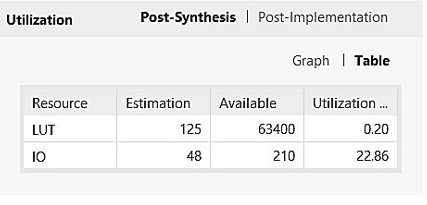 Utilization Post-Synthesis | Post-Implementation
Graph | Table
Resource Estimation Available Utilization ...
LUT 125 63400 0.20
IO 48 210 22.86